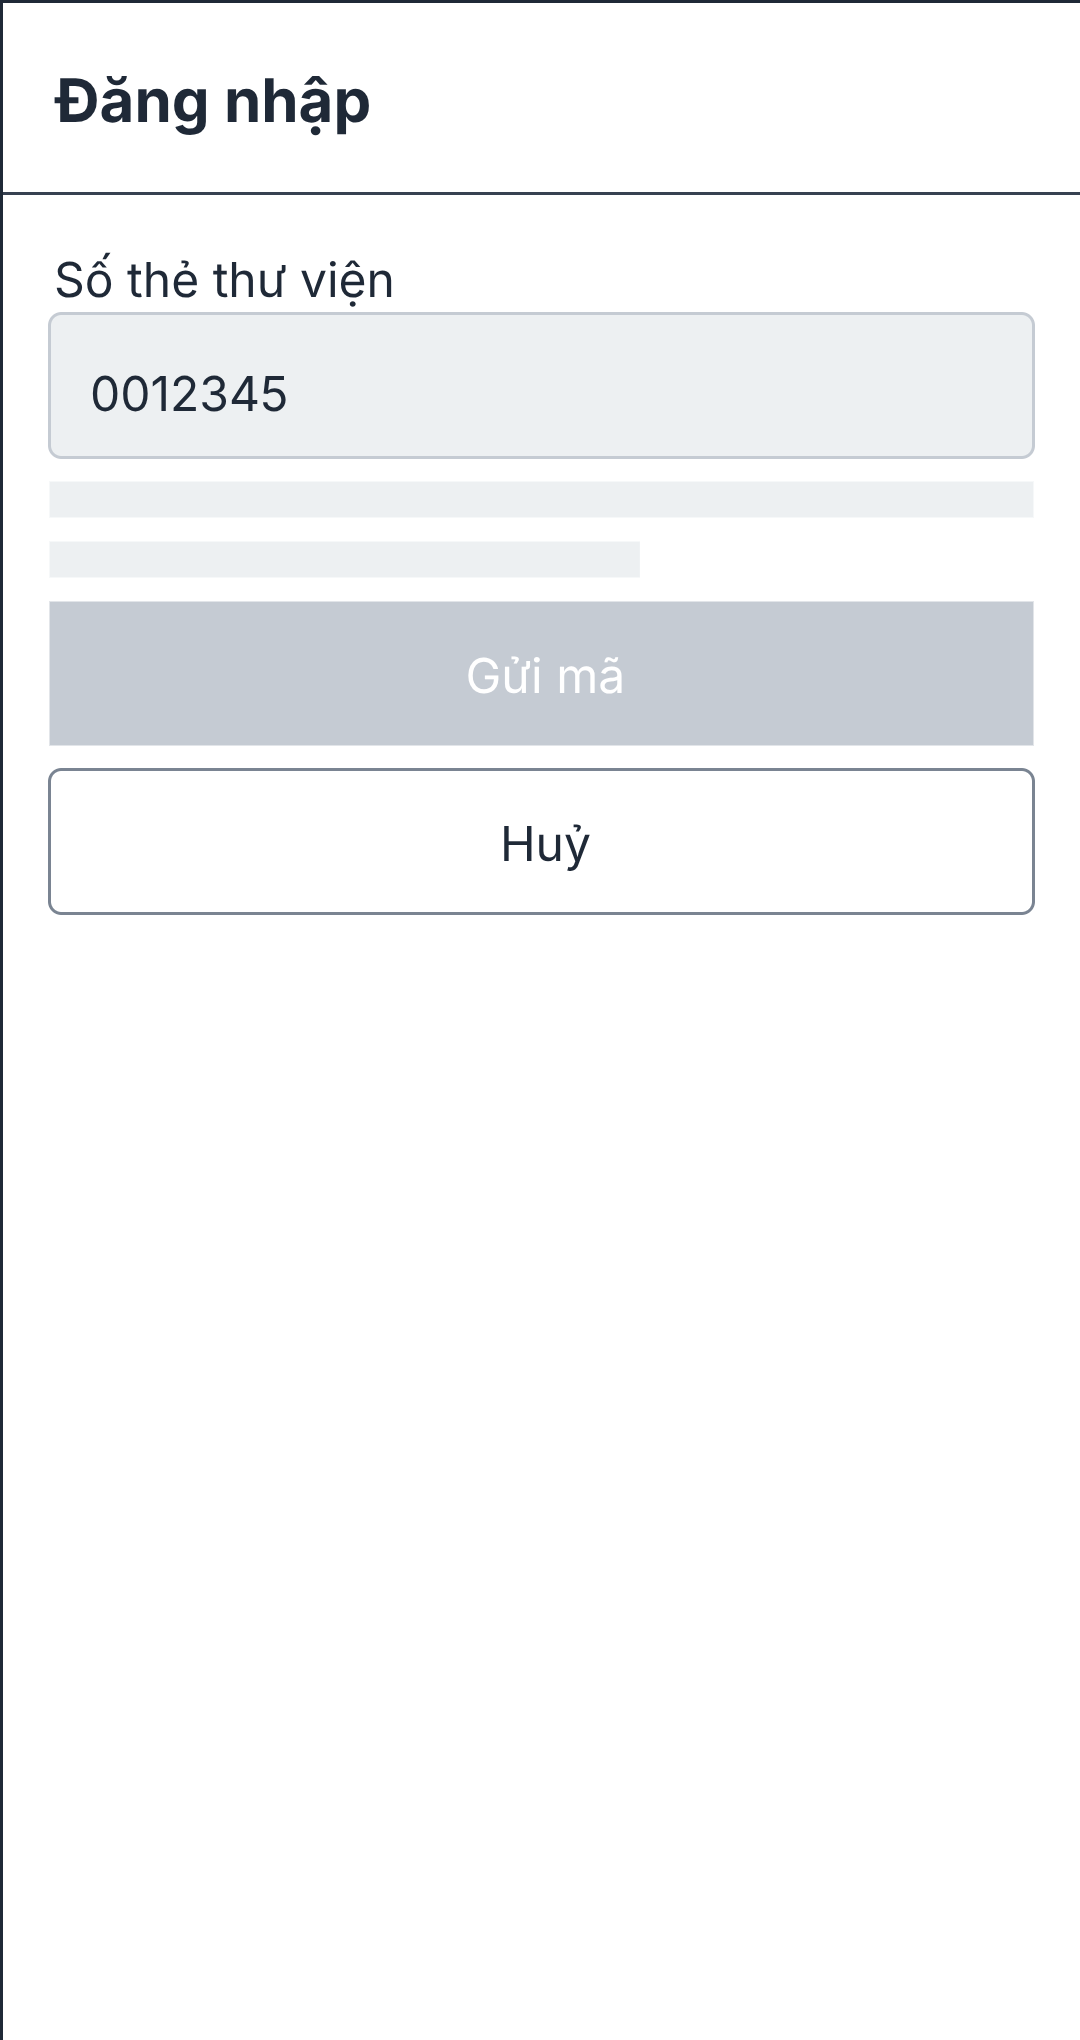 Đăng nhập
Số thẻ thư viện
0012345
Gửi mã
Huỷ